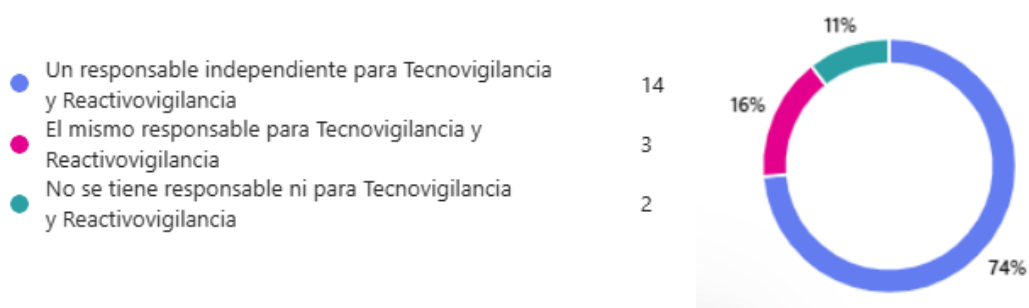 Un responsable independiente para Tecnovigilancia
y Reactivovigilancia
14
El mismo responsable para Tecnovigilancia y
Reactivovigilancia
3
No se tiene responsable ni para Tecnovigilancia
y Reactivovigilancia
2
11%
16%
74%